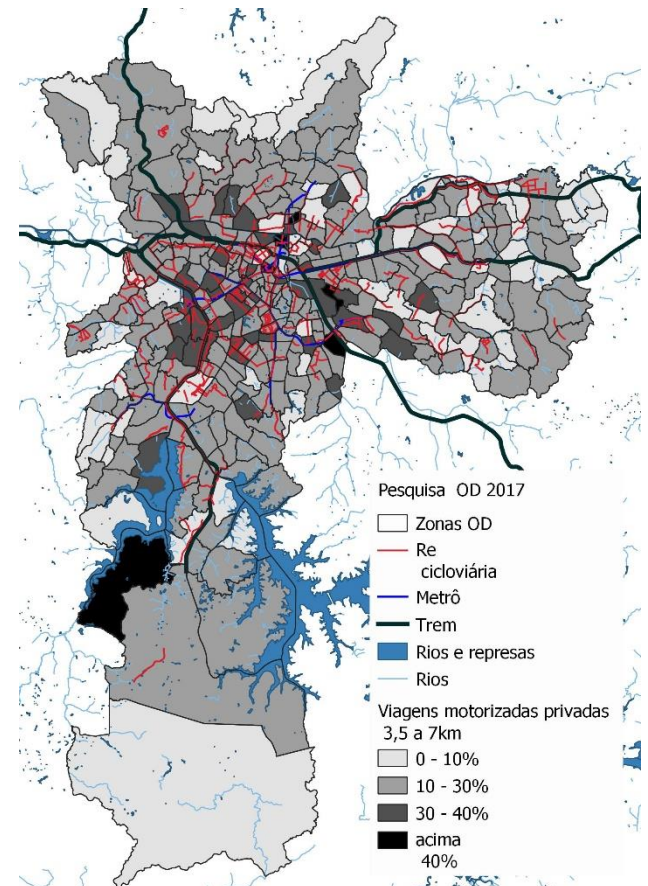 Pesquisa OD 2017
Zonas OD
Re
cicloviária
Metrô
Trem
Rios e represas
Rios
Viagens motorizadas privadas
3,5 a 7km
0 - 10%
10 - 30%
30 - 40%
acima
40%